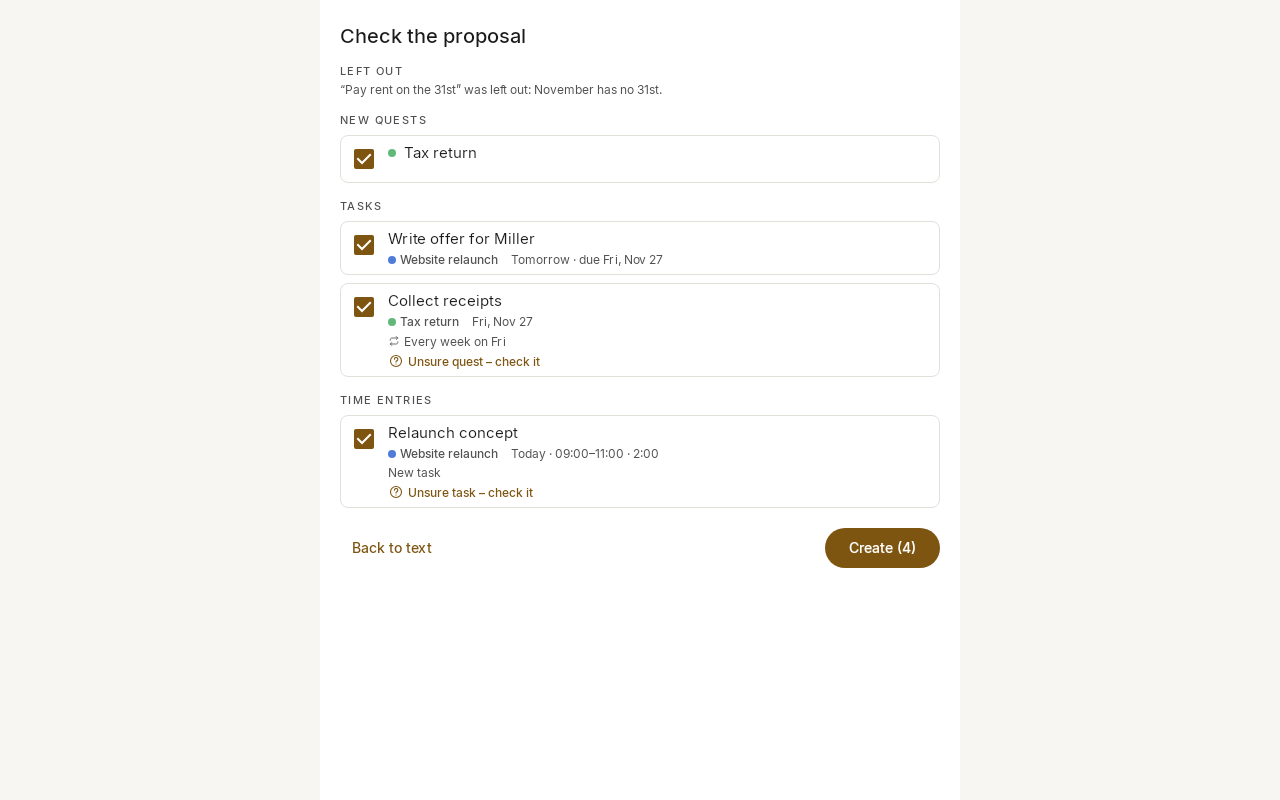 Check the proposal
LEFT OUT
“Pay rent on the 31st” was left out: November has no 31st.
NEW QUESTS
Tax return
TASKS
Write offer for Miller
Website relaunch Tomorrow · due Fri, Nov 27
Collect receipts
Tax return Fri, Nov 27
Every week on Fri
Unsure quest – check it
TIME ENTRIES
Relaunch concept
Website relaunch Today · 09:00–11:00 · 2:00
New task
Unsure task – check it
Back to text
Create (4)